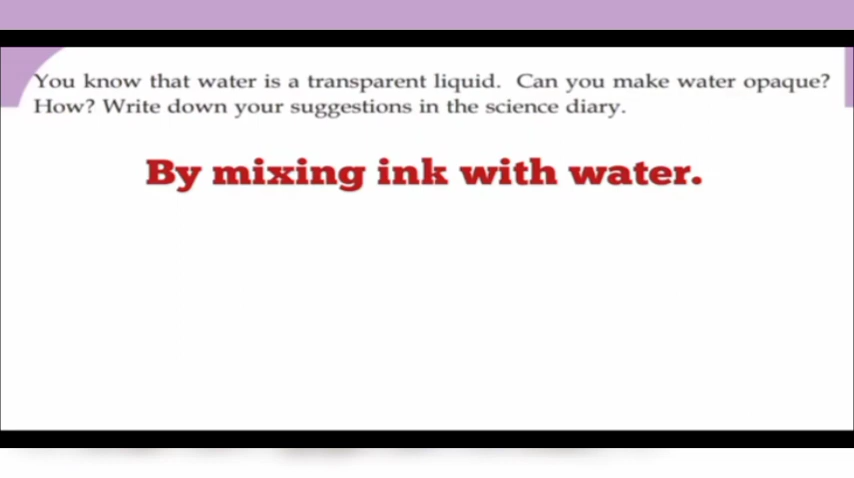 You know that water is a transparent liquid. Can you make water opaque?
How? Write down your suggestions in the science diary.
By mixing ink with water.